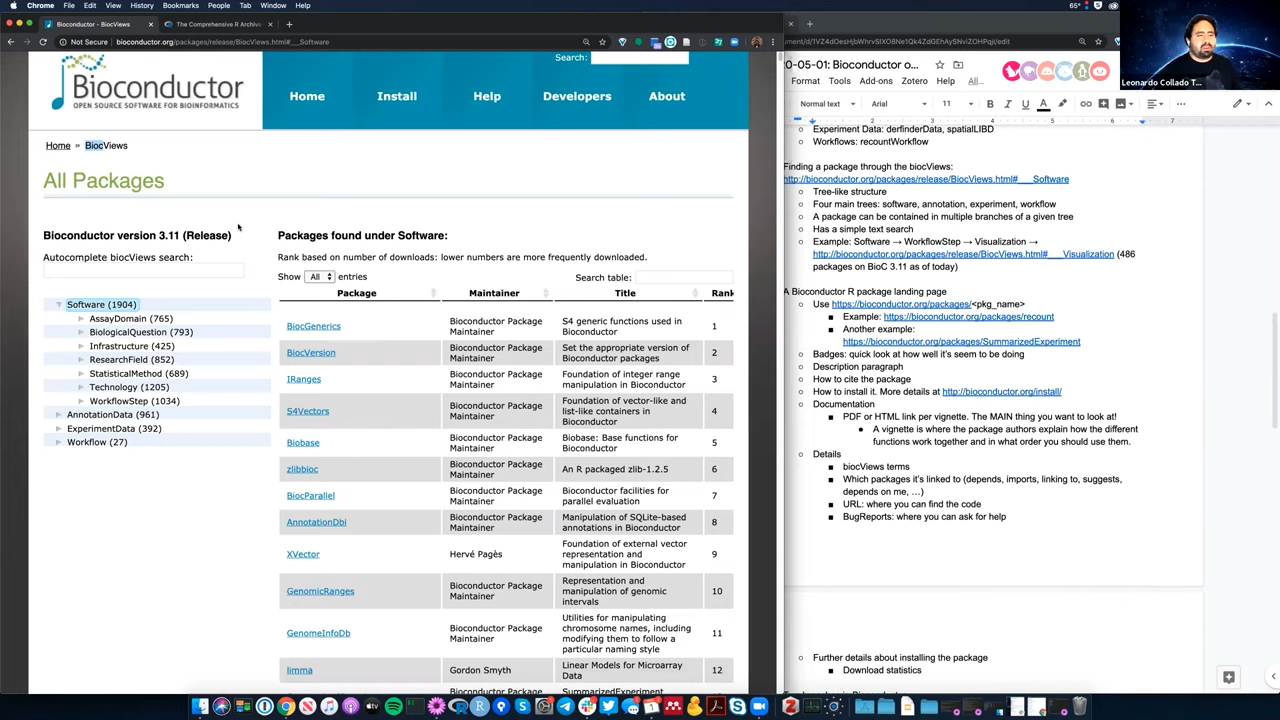 Chrome File Edit View History Bookmarks People Tab Window Help
65°
Bioconductor - BiocViews
The Comprehensive R Archiv
Not Secure bioconductor.org/packages/release/BiocViews.html#___Software
ument/d/1VZ4dOesHjbWhrvSIXO8Ne1Qk4ZdGEhAySNviZOHPqjI/edit
Bioconductor
OPEN SOURCE SOFTWARE FOR BIOINFORMATICS
Search:
Home Install Help Developers About
Home » BiocViews
All Packages
Bioconductor version 3.11 (Release)
Autocomplete biocViews search:
Software (1904)
AssayDomain (765)
BiologicalQuestion (793)
Infrastructure (425)
ResearchField (852)
StatisticalMethod (689)
Technology (1205)
WorkflowStep (1034)
AnnotationData (961)
ExperimentData (392)
Workflow (27)
Packages found under Software:
Rank based on number of downloads: lower numbers are more frequently downloaded.
Show All entries
Search table:
Package Maintainer Title Rank
BiocGenerics Bioconductor Package Maintainer S4 generic functions used in Bioconductor 1
BiocVersion Bioconductor Package Maintainer Set the appropriate version of Bioconductor packages 2
IRanges Bioconductor Package Maintainer Foundation of integer range manipulation in Bioconductor 3
S4Vectors Bioconductor Package Maintainer Foundation of vector-like and list-like containers in Bioconductor 4
Biobase Bioconductor Package Maintainer Biobase: Base functions for Bioconductor 5
zlibbioc Bioconductor Package Maintainer An R packaged zlib-1.2.5 6
BiocParallel Bioconductor Package Maintainer Bioconductor facilities for parallel evaluation 7
AnnotationDbi Bioconductor Package Maintainer Manipulation of SQLite-based annotations in Bioconductor 8
XVector Hervé Pagès Foundation of external vector representation and manipulation in Bioconductor 9
GenomicRanges Bioconductor Package Maintainer Representation and manipulation of genomic intervals 10
GenomeInfoDb Bioconductor Package Maintainer Utilities for manipulating chromosome names, including modifying them to follow a particular naming style 11
limma Gordon Smyth Linear Models for Microarray Data 12
SummarizedExperiment
0-05-01: Bioconductor o...
Format Tools Add-ons Zotero Help All...
Normal text Arial 11 B I U A
2 3 4 5 6 7
Leonardo Collado T...
Experiment Data: derfinderData, spatialLIBD
Workflows: recountWorkflow
Finding a package through the biocViews:
http://bioconductor.org/packages/release/BiocViews.html#___Software
Tree-like structure
Four main trees: software, annotation, experiment, workflow
A package can be contained in multiple branches of a given tree
Has a simple text search
Example: Software → WorkflowStep → Visualization →
http://bioconductor.org/packages/release/BiocViews.html#___Visualization (486
packages on BioC 3.11 as of today)
A Bioconductor R package landing page
Use https://bioconductor.org/packages/<pkg_name>
Example: https://bioconductor.org/packages/recount
Another example:
https://bioconductor.org/packages/SummarizedExperiment
Badges: quick look at how well it's seem to be doing
Description paragraph
How to cite the package
How to install it. More details at http://bioconductor.org/install/
Documentation
PDF or HTML link per vignette. The MAIN thing you want to look at!
A vignette is where the package authors explain how the different
functions work together and in what order you should use them.
Details
biocViews terms
Which packages it's linked to (depends, imports, linking to, suggests,
depends on me, ...)
URL: where you can find the code
BugReports: where you can ask for help
Further details about installing the package
Download statistics